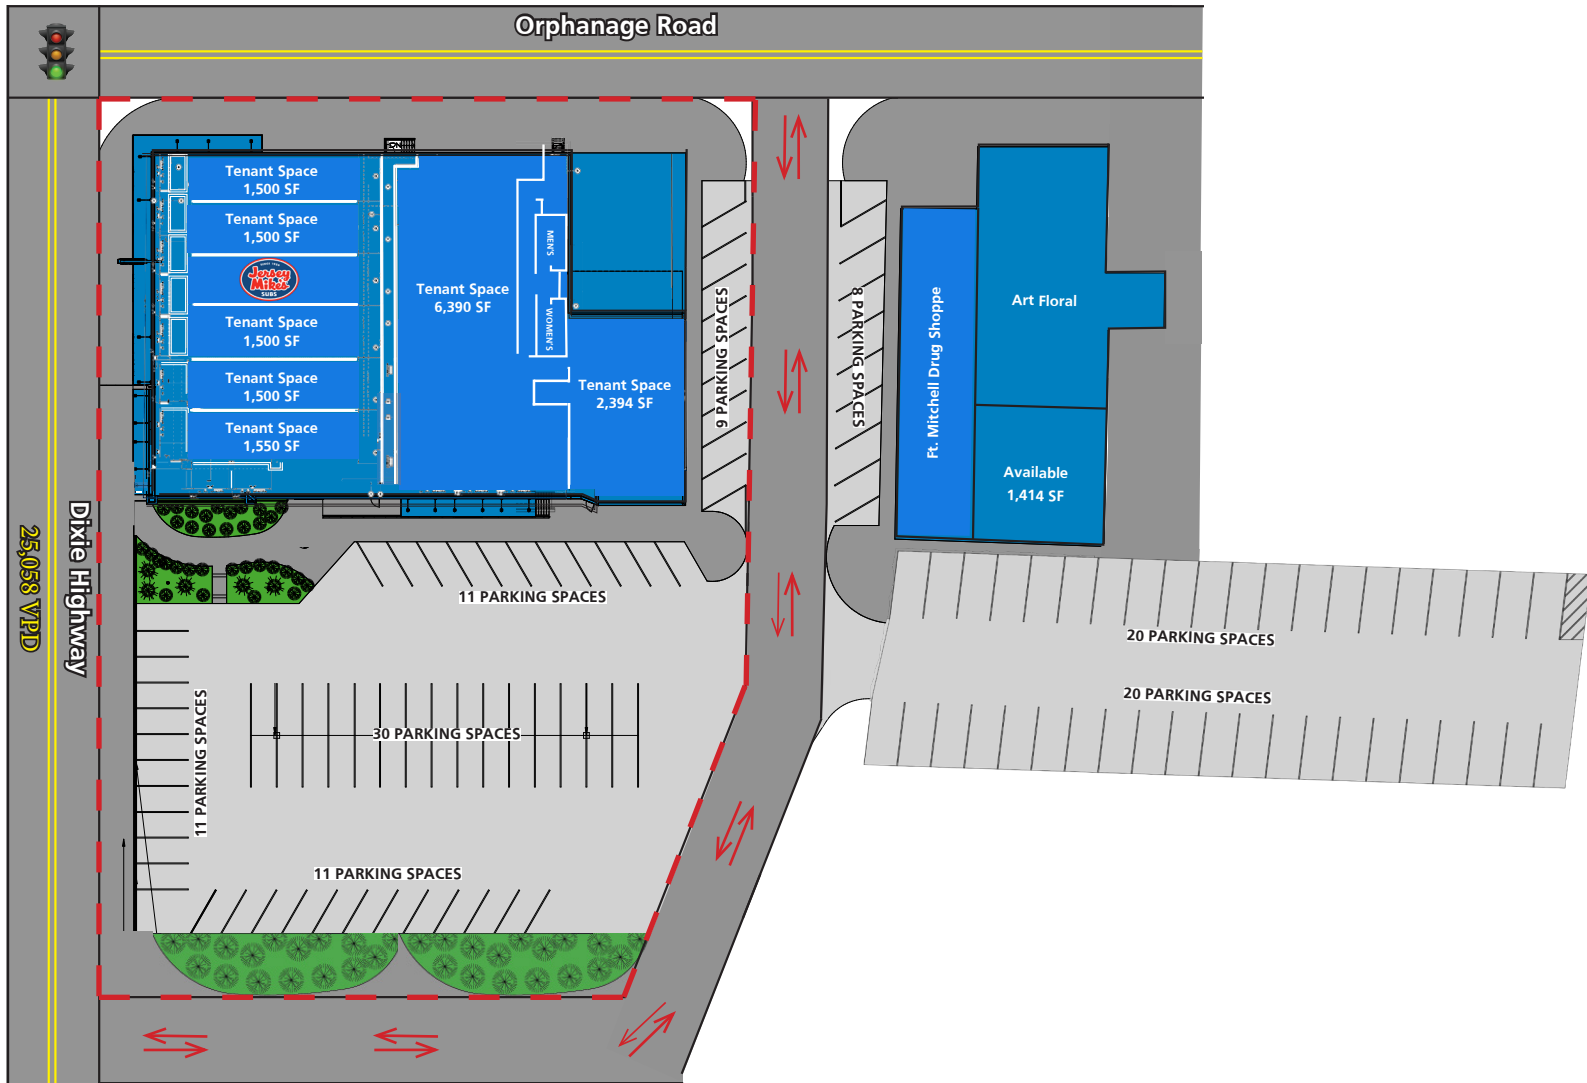 Orphanage Road
Tenant Space
1,500 SF
Tenant Space
1,500 SF
SINCE 1956
Jersey
Mike's
SUBS
Tenant Space
1,500 SF
Tenant Space
1,500 SF
Tenant Space
1,550 SF
Tenant Space
6,390 SF
MEN'S
WOMEN'S
Tenant Space
2,394 SF
9 PARKING SPACES
8 PARKING SPACES
Ft. Mitchell Drug Shoppe
Art Floral
Available
1,414 SF
Dixie Highway
25,058 VPD
11 PARKING SPACES
20 PARKING SPACES
20 PARKING SPACES
11 PARKING SPACES
30 PARKING SPACES
11 PARKING SPACES